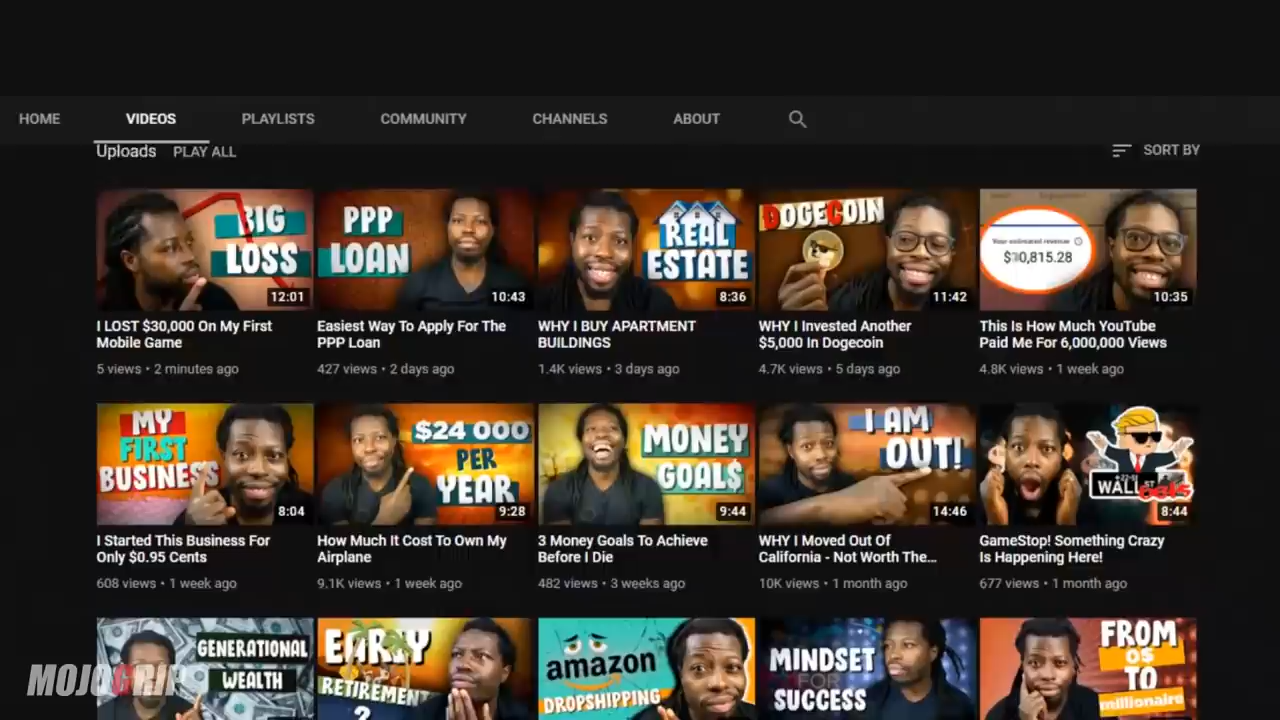 HOME VIDEOS PLAYLISTS COMMUNITY CHANNELS ABOUT
Uploads PLAY ALL SORT BY
BIG
LOSS
12:01
PPP
LOAN
10:43
REAL
ESTATE
8:36
DOGECOIN
11:42
Your estimated revenue
10:35
I LOST $30,000 On My First
Mobile Game
5 views • 2 minutes ago
Easiest Way To Apply For The
PPP Loan
427 views • 2 days ago
WHY I BUY APARTMENT
BUILDINGS
1.4K views • 3 days ago
WHY I Invested Another
$5,000 In Dogecoin
4.7K views • 5 days ago
This Is How Much YouTube
Paid Me For 6,000,000 Views
4.8K views • 1 week ago
MY
FIRST
BUSINESS
8:04
$24 000
PER
YEAR
9:28
MONEY
GOAL$
9:44
I AM
OUT!
14:46
WALL ST
8:44
I Started This Business For
Only $0.95 Cents
608 views • 1 week ago
How Much It Cost To Own My
Airplane
9.1K views • 1 week ago
3 Money Goals To Achieve
Before I Die
482 views • 3 weeks ago
WHY I Moved Out Of
California - Not Worth The...
10K views • 1 month ago
GameStop! Something Crazy
Is Happening Here!
677 views • 1 month ago
GENERATIONAL
WEALTH
EARLY
RETIREMENT
?
amazon
DROPSHIPPING
MINDSET
FOR
SUCCESS
FROM
0$
TO
millionaire
MOJOGRIP